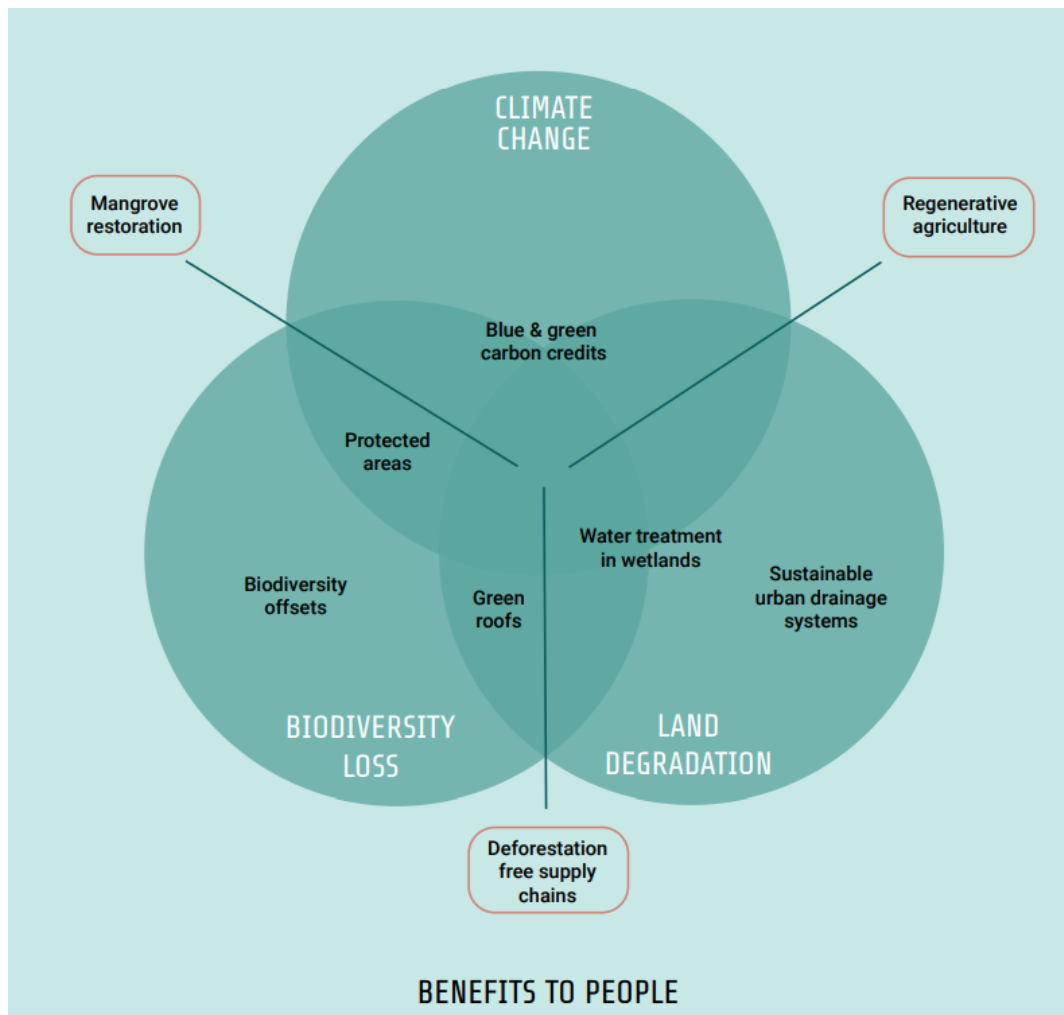 CLIMATE
CHANGE
Mangrove
restoration
Regenerative
agriculture
Blue & green
carbon credits
Protected
areas
Water treatment
in wetlands
Biodiversity
offsets
Green
roofs
Sustainable
urban drainage
systems
BIODIVERSITY
LOSS
LAND
DEGRADATION
Deforestation
free supply
chains
BENEFITS TO PEOPLE